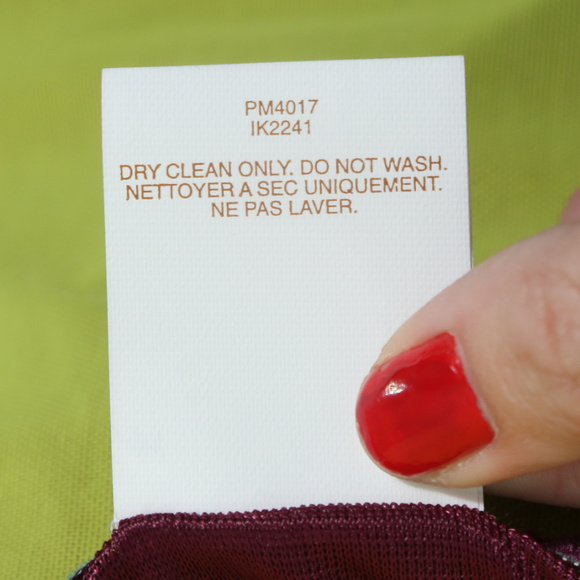 PM4017
IK2241
DRY CLEAN ONLY. DO NOT WASH.
NETTOYER A SEC UNIQUEMENT.
NE PAS LAVER.